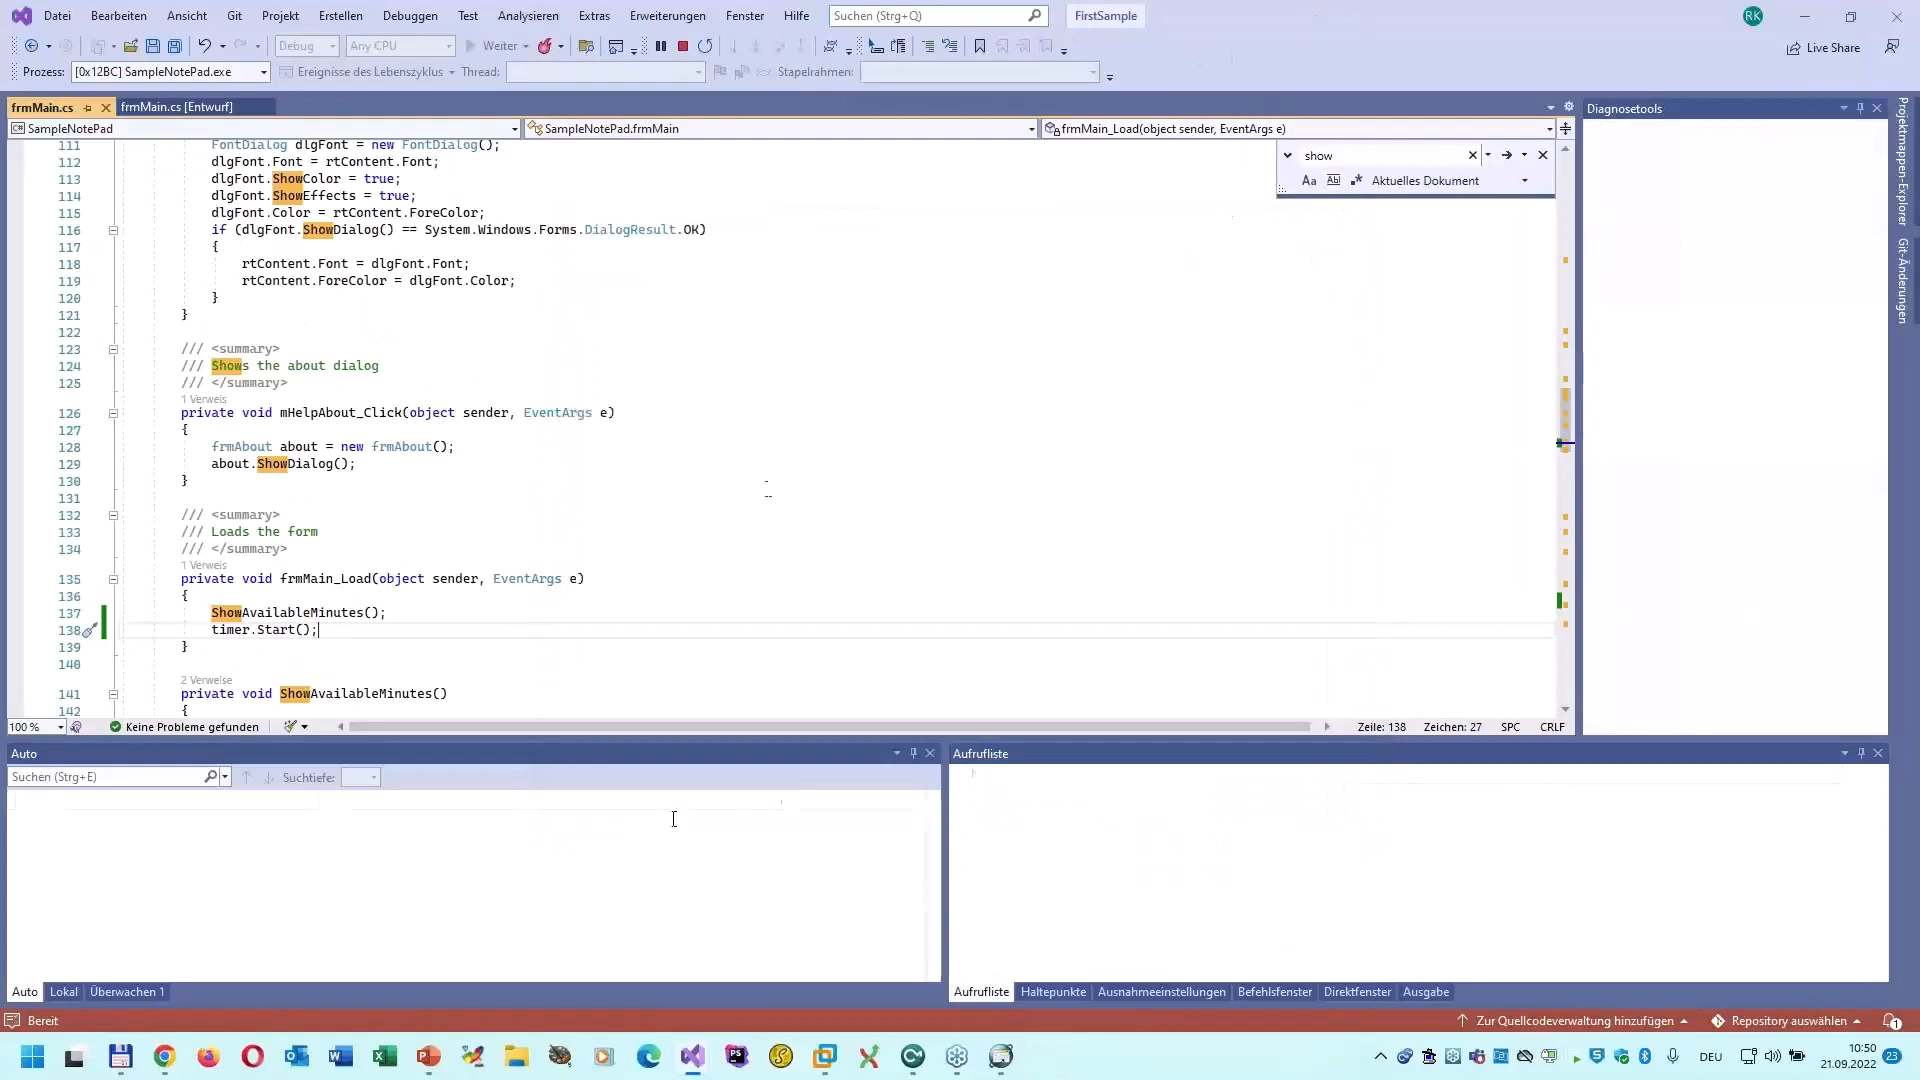 Datei Bearbeiten Ansicht Git Projekt Erstellen Debuggen Test Analysieren Extras Erweiterungen Fenster Hilfe Suchen (Strg+Q) FirstSample RK
Debug Any CPU Weiter Live Share
Prozess: [0x12BC] SampleNotePad.exe Ereignisse des Lebenszyklus Thread: Stapelrahmen:
frmMain.cs frmMain.cs [Entwurf] Diagnosetools
SampleNotePad SampleNotePad.frmMain frmMain_Load(object sender, EventArgs e)
show
Aktuelles Dokument
Projektmappen-Explorer
Git-Änderungen
111 FontDialog dlgFont = new FontDialog();
112 dlgFont.Font = rtContent.Font;
113 dlgFont.ShowColor = true;
114 dlgFont.ShowEffects = true;
115 dlgFont.Color = rtContent.ForeColor;
116 if (dlgFont.ShowDialog() == System.Windows.Forms.DialogResult.OK)
117 {
118 rtContent.Font = dlgFont.Font;
119 rtContent.ForeColor = dlgFont.Color;
120 }
121 }
122
123 /// <summary>
124 /// Shows the about dialog
125 /// </summary>
1 Verweis
126 private void mHelpAbout_Click(object sender, EventArgs e)
127 {
128 frmAbout about = new frmAbout();
129 about.ShowDialog();
130 }
131
132 /// <summary>
133 /// Loads the form
134 /// </summary>
1 Verweis
135 private void frmMain_Load(object sender, EventArgs e)
136 {
137 ShowAvailableMinutes();
138 timer.Start();
139 }
140
2 Verweise
141 private void ShowAvailableMinutes()
142 {
100 % Keine Probleme gefunden Zeile: 138 Zeichen: 27 SPC CRLF
Auto Aufrufliste
Suchen (Strg+E) Suchtiefe:
Auto Lokal Überwachen 1 Aufrufliste Haltepunkte Ausnahmeeinstellungen Befehlsfenster Direktfenster Ausgabe
Bereit Zur Quellcodeverwaltung hinzufügen Repository auswählen 1
DEU 10:50
21.09.2022 23